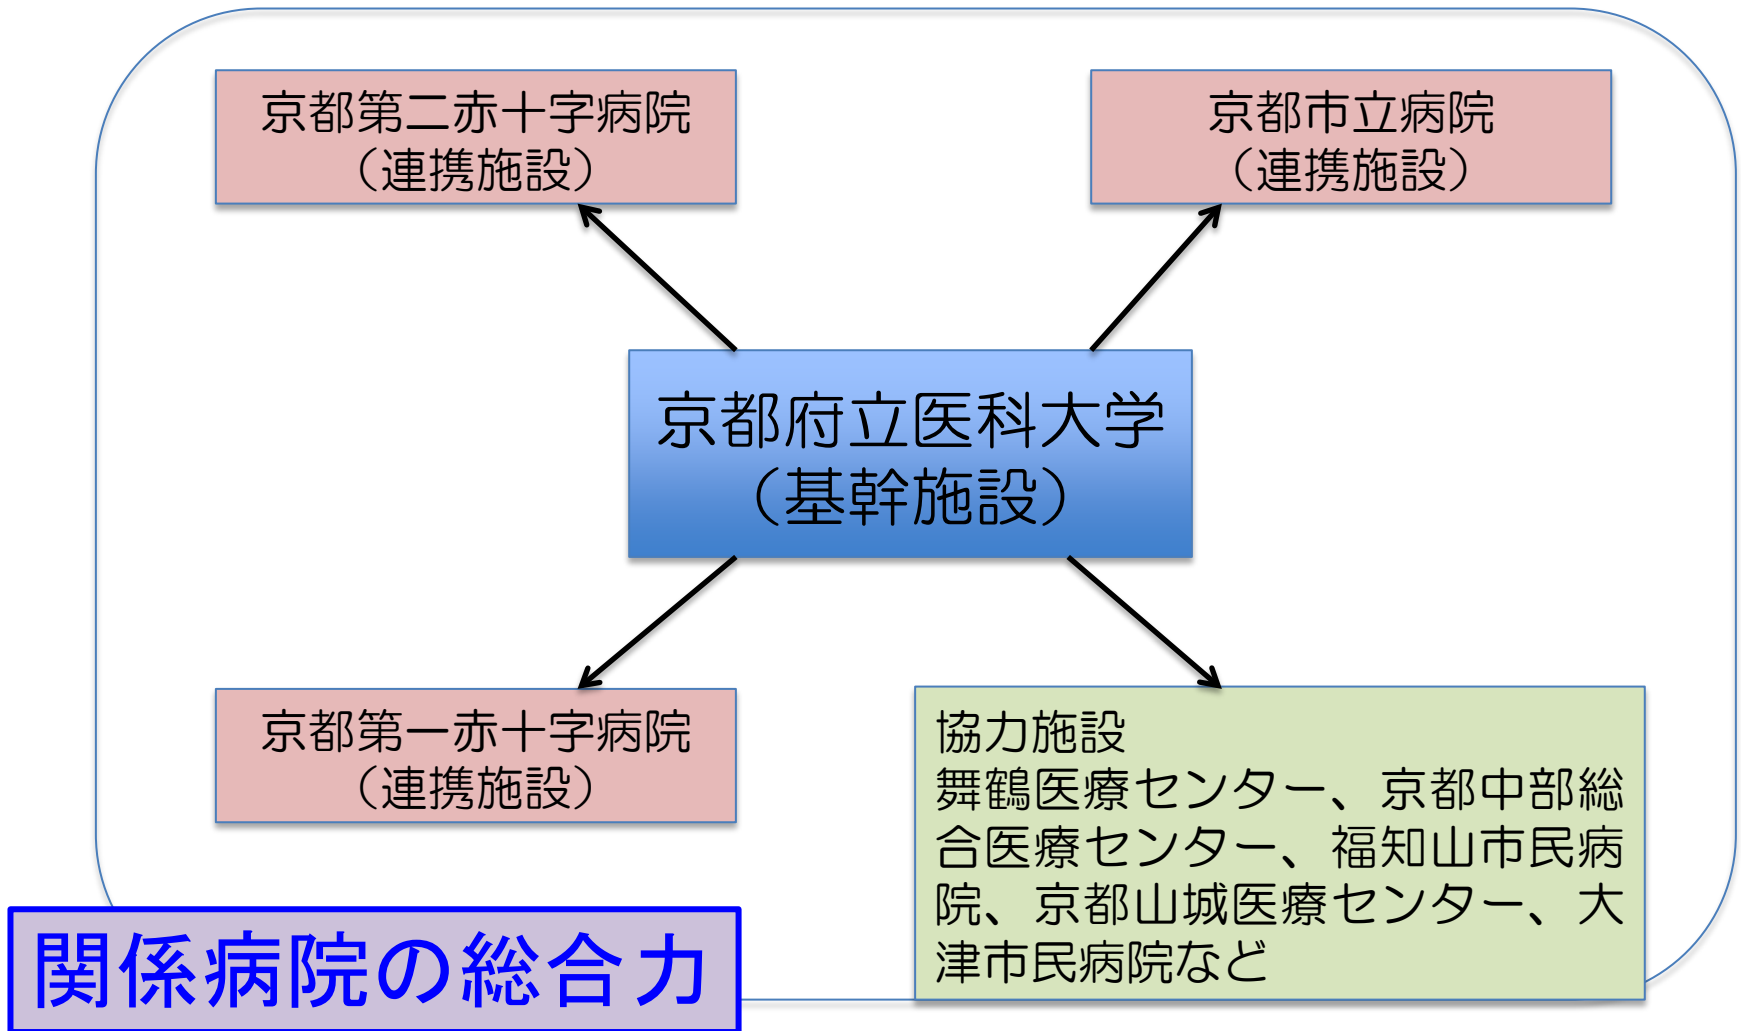 京都第二赤十字病院
（連携施設）
京都市立病院
（連携施設）
京都府立医科大学
（基幹施設）
京都第一赤十字病院
（連携施設）
協力施設
舞鶴医療センター、京都中部総
合医療センター、福知山市民病
院、京都山城医療センター、大
津市民病院など
関係病院の総合力